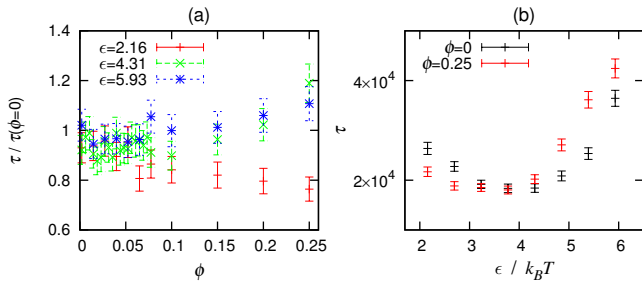 (a)
(b)
ϵ=2.16
ϵ=4.31
ϵ=5.93
ϕ=0
ϕ=0.25
1.4
1.2
1
0.8
0.6
τ / τ(ϕ=0)
0 0.05 0.1 0.15 0.2 0.25
ϕ
4×10⁴
2×10⁴
τ
2 3 4 5 6
ϵ / k_BT